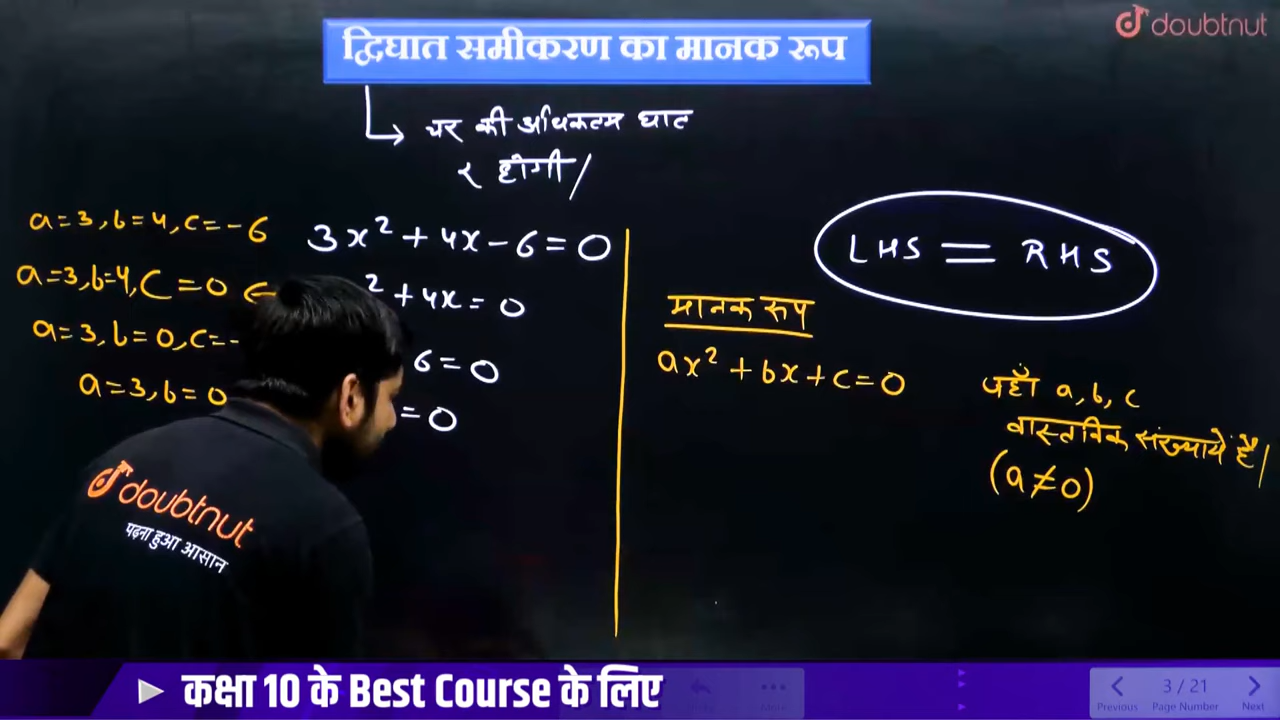 doubtnut
द्विघात समीकरण का मानक रूप
चर की अधिकतम घात
२ होगी/
a=3, b=4, c=-6
3x²+4x-6=0
a=3, b=4, C=0 ←
²+4x=0
a=3, b=0, c=-
6=0
a=3, b=0
=0
LHS = RHS
मानक रूप
ax²+bx+c=0
जहाँ a, b, c
वास्तविक संख्याये हैं/
(a≠0)
doubtnut
पढ़ना हुआ आसान
कक्षा 10 के Best Course के लिए
Previous
3 / 21
Page Number
Next